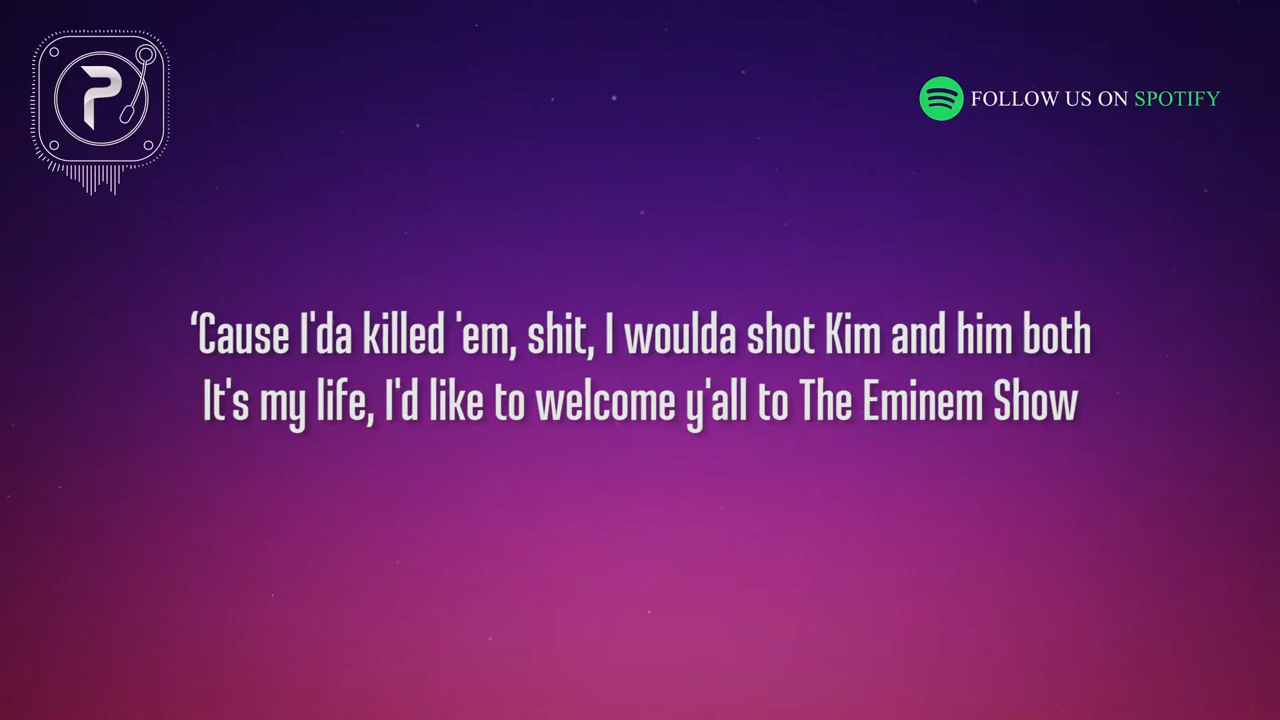 FOLLOW US ON SPOTIFY
‘Cause I'da killed 'em, shit, I woulda shot Kim and him both
It's my life, I'd like to welcome y'all to The Eminem Show